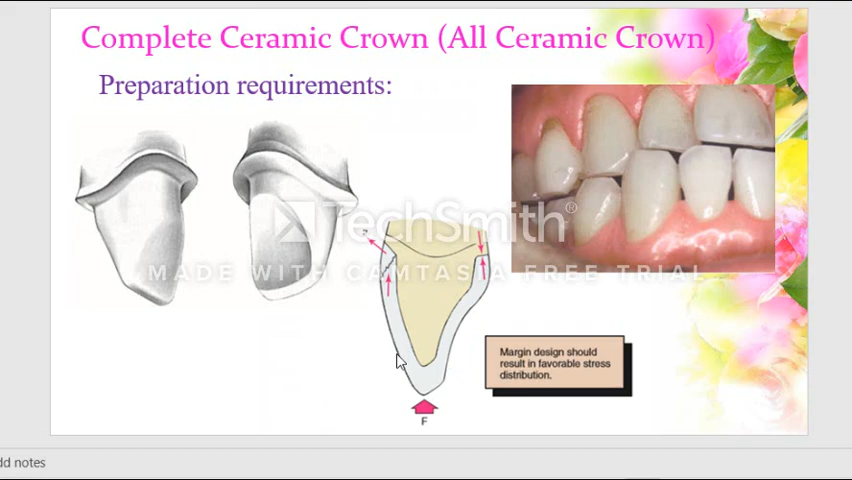 Complete Ceramic Crown (All Ceramic Crown)
Preparation requirements:
TechSmith®
MADE WITH CAMTASIA FREE TRIAL
Margin design should
result in favorable stress
distribution.
F
dd notes